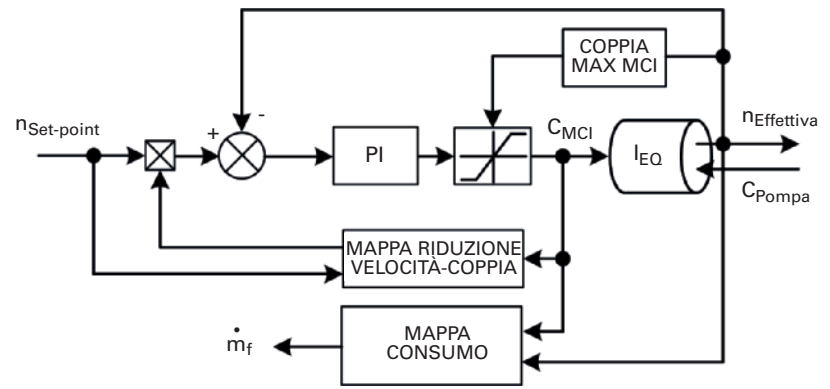 COPPIA
MAX MCI
-
n_Set-point
+
PI
C_MCI
I_EQ
n_Effettiva
C_Pompa
MAPPA RIDUZIONE
VELOCITÀ-COPPIA
ṁ_f
MAPPA
CONSUMO